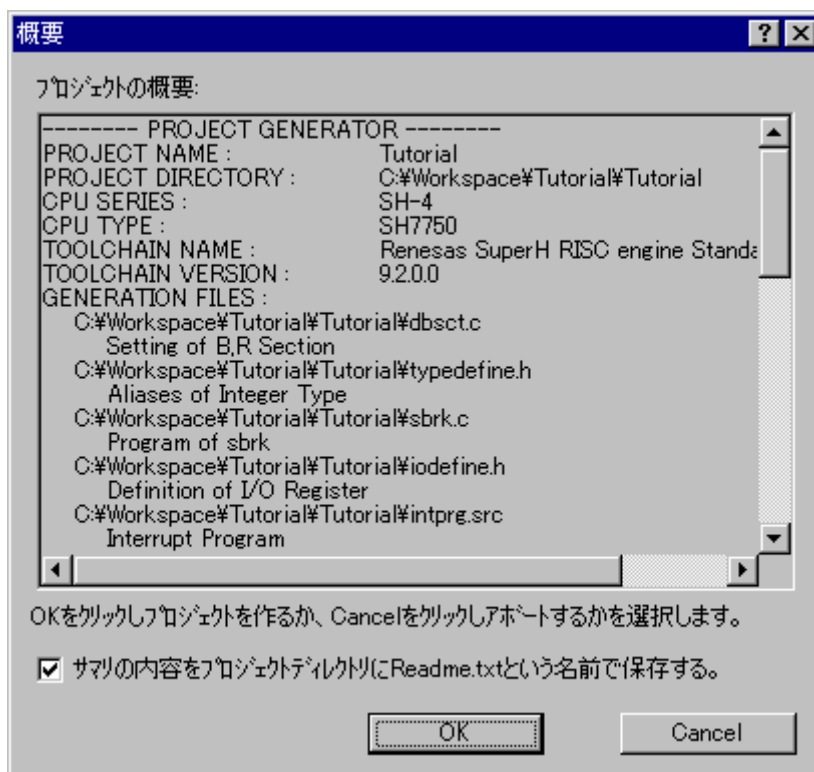 概要
ﾌﾟﾛｼﾞｪｸﾄの概要:
-------- PROJECT GENERATOR --------
PROJECT NAME : Tutorial
PROJECT DIRECTORY : C:¥Workspace¥Tutorial¥Tutorial
CPU SERIES : SH-4
CPU TYPE : SH7750
TOOLCHAIN NAME : Renesas SuperH RISC engine Standa
TOOLCHAIN VERSION : 9.2.0.0
GENERATION FILES :
C:¥Workspace¥Tutorial¥Tutorial¥dbsct.c
Setting of B,R Section
C:¥Workspace¥Tutorial¥Tutorial¥typedefine.h
Aliases of Integer Type
C:¥Workspace¥Tutorial¥Tutorial¥sbrk.c
Program of sbrk
C:¥Workspace¥Tutorial¥Tutorial¥iodefine.h
Definition of I/O Register
C:¥Workspace¥Tutorial¥Tutorial¥intprg.src
Interrupt Program
OKをｸﾘｯｸしﾌﾟﾛｼﾞｪｸﾄを作るか、Cancelをｸﾘｯｸしｱﾎﾞｰﾄするかを選択します。
ｻﾏﾘの内容をﾌﾟﾛｼﾞｪｸﾄﾃﾞｨﾚｸﾄﾘにReadme.txtという名前で保存する。
OK Cancel